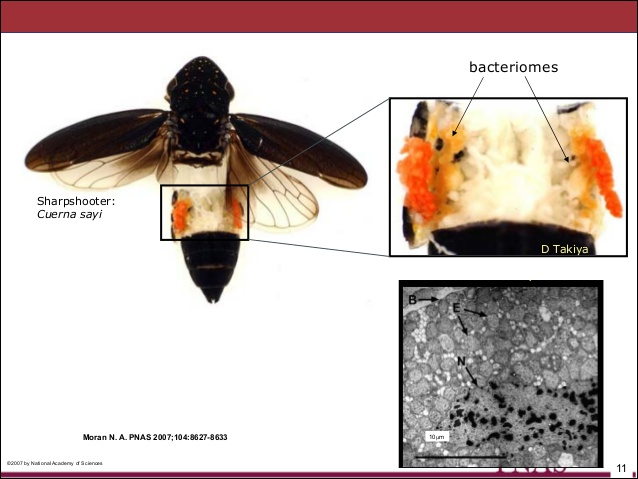 bacteriomes
Sharpshooter:
Cuerna sayi
D Takiya
B
E
N
10µm
Moran N. A. PNAS 2007;104:8627-8633
©2007 by National Academy of Sciences
PNAS
11